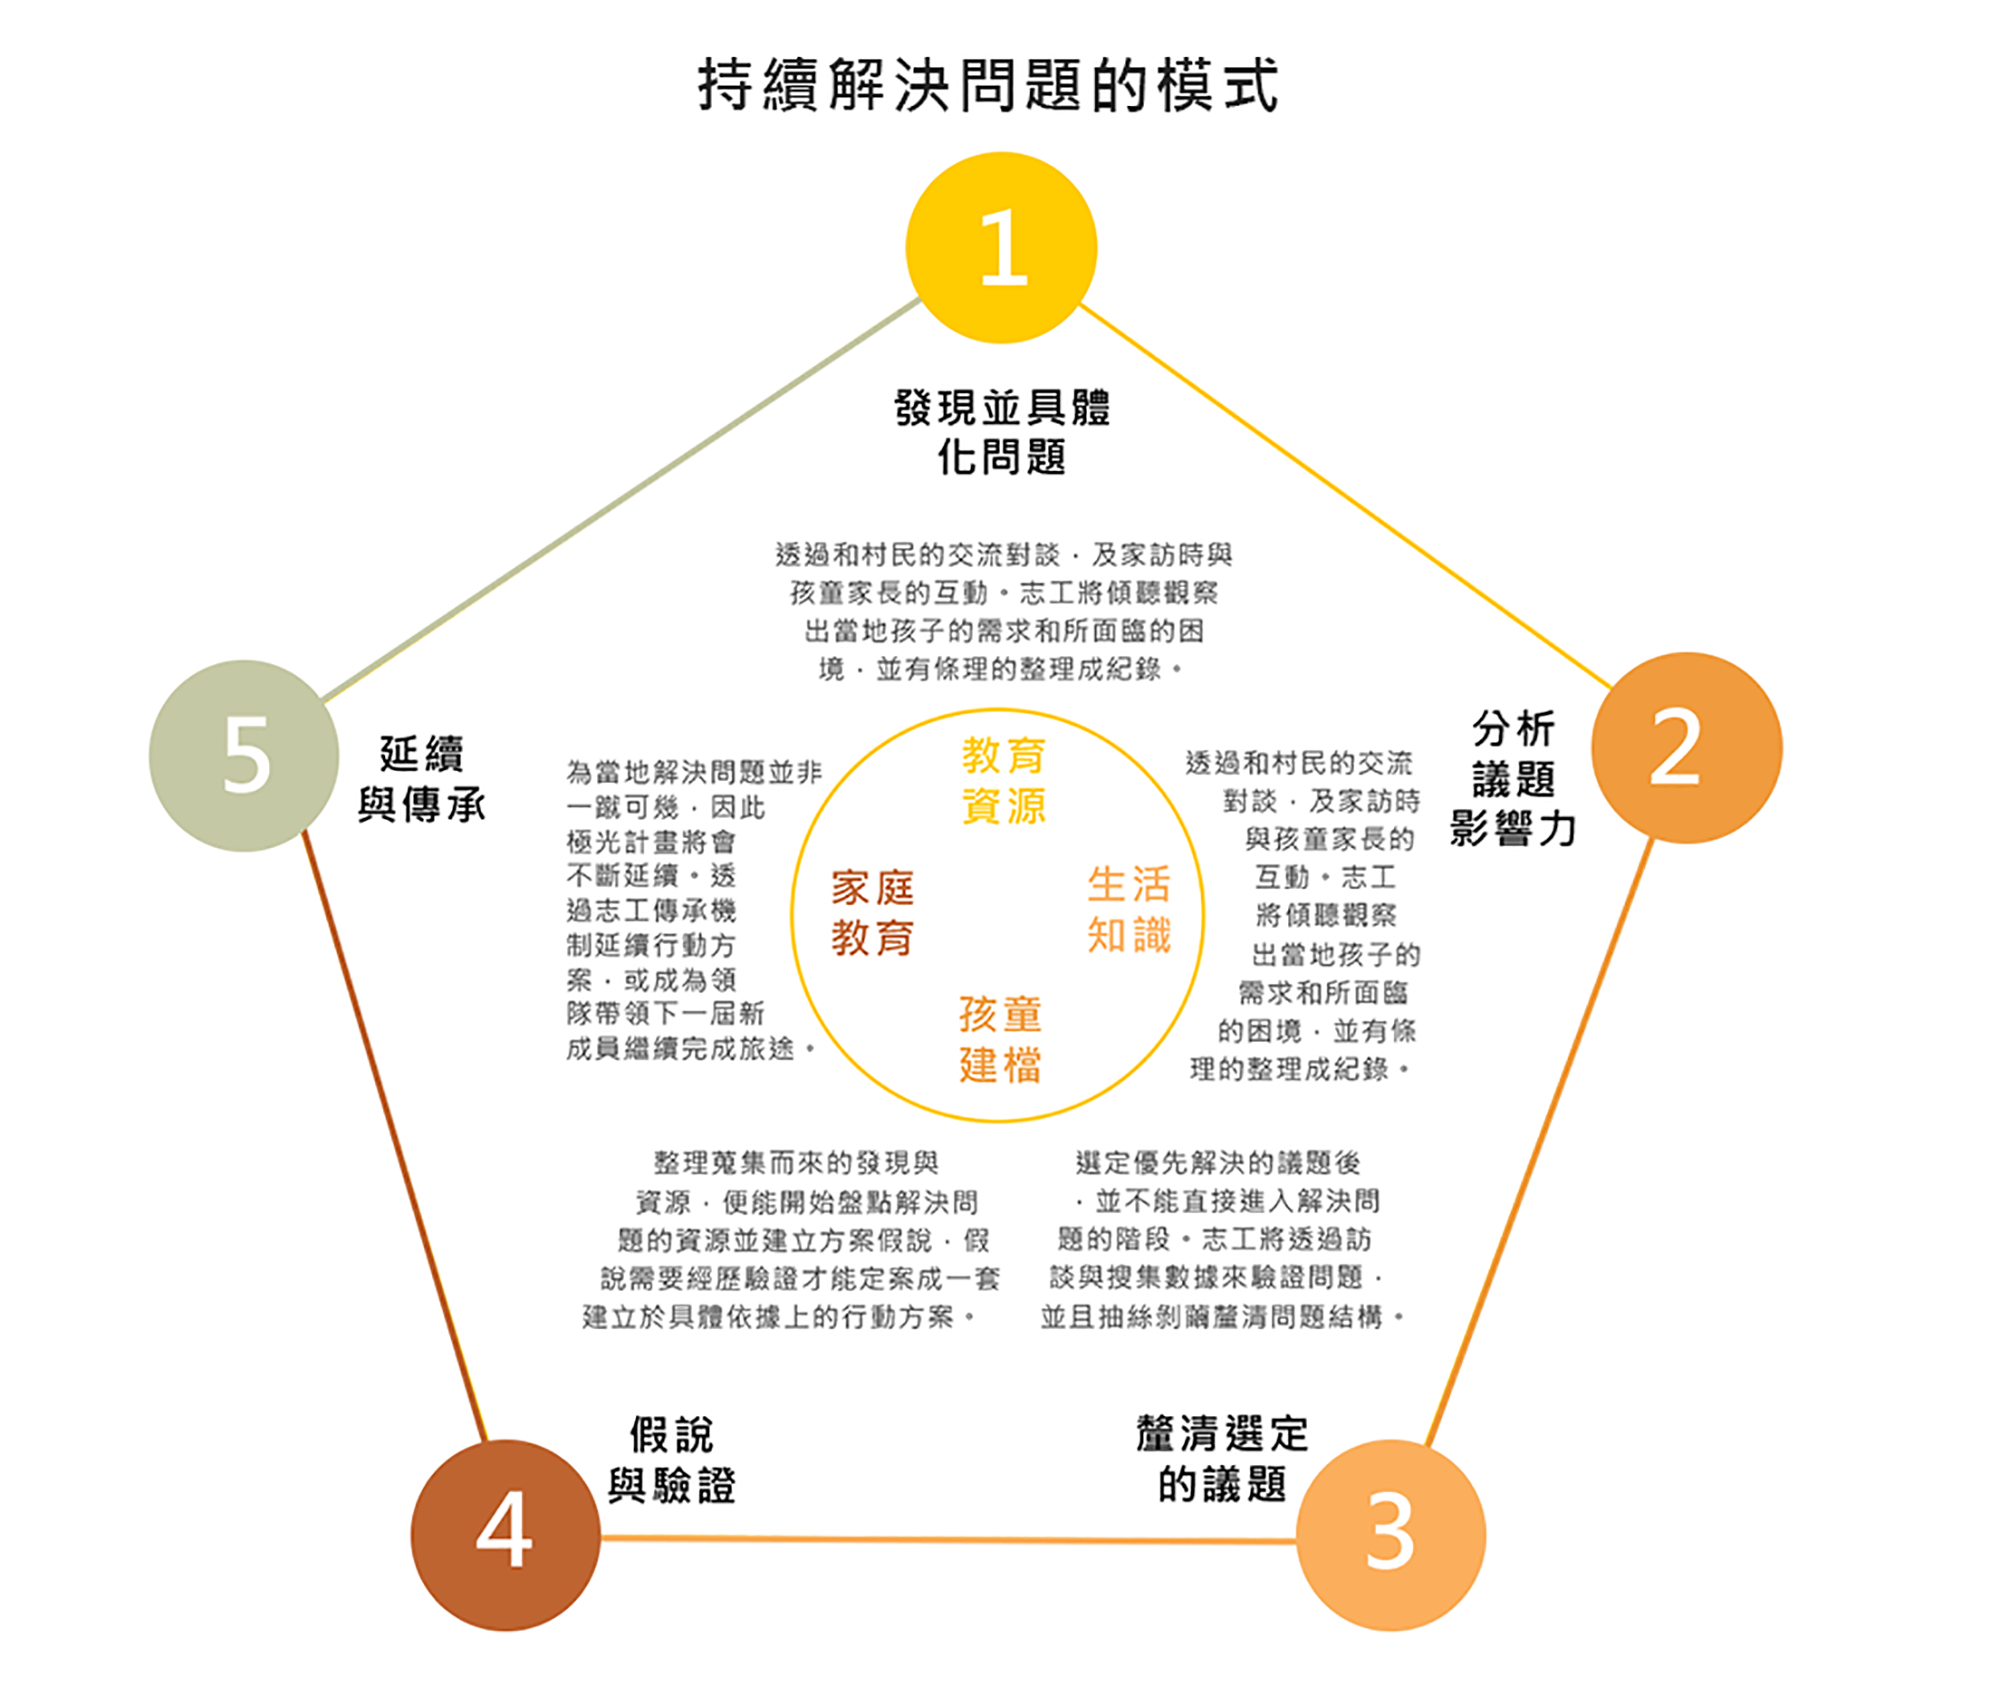 持續解決問題的模式
1
發現並具體
化問題
透過和村民的交流對談，及家訪時與
孩童家長的互動。志工將傾聽觀察
出當地孩子的需求和所面臨的困
境，並有條理的整理成紀錄。
2
分析
議題
影響力
透過和村民的交流
對談，及家訪時
與孩童家長的
互動。志工
將傾聽觀察
出當地孩子的
需求和所面臨
的困境，並有條
理的整理成紀錄。
3
釐清選定
的議題
選定優先解決的議題後
，並不能直接進入解決問
題的階段。志工將透過訪
談與搜集數據來驗證問題，
並且抽絲剝繭釐清問題結構。
4
假說
與驗證
整理蒐集而來的發現與
資源，便能開始盤點解決問
題的資源並建立方案假說，假
說需要經歷驗證才能定案成一套
建立於具體依據上的行動方案。
5
延續
與傳承
為當地解決問題並非
一蹴可幾，因此
極光計畫將會
不斷延續。透
過志工傳承機
制延續行動方
案，或成為領
隊帶領下一屆新
成員繼續完成旅途。
教育
資源
生活
知識
孩童
建檔
家庭
教育